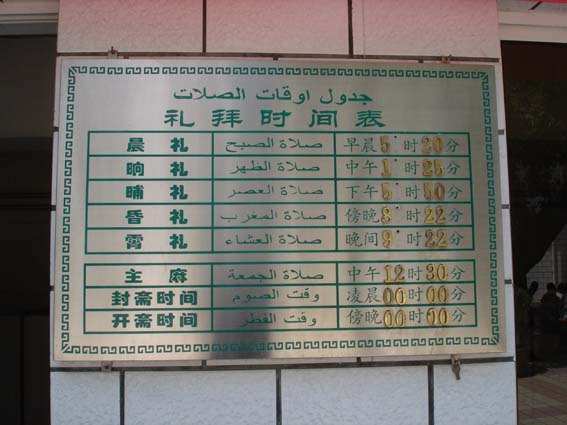 جدول اوقات الصلات
礼拜时间表
晨礼 صلاة الصبح 早晨5时20分
晌礼 صلاة الظهر 中午1时25分
晡礼 صلاة العصر 下午5时50分
昏礼 صلاة المغرب 傍晚8时22分
霄礼 صلاة العشاء 晚间9时22分
主麻 صلاة الجمعة 中午12时30分
封斋时间 وقت الصوم 凌晨00时00分
开斋时间 وقت الفطر 傍晚00时00分